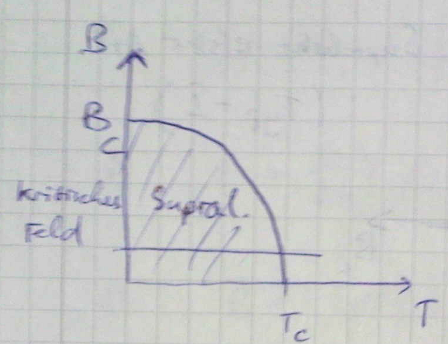 B
B
c
kritisches
Feld
Supral.
T
Tc